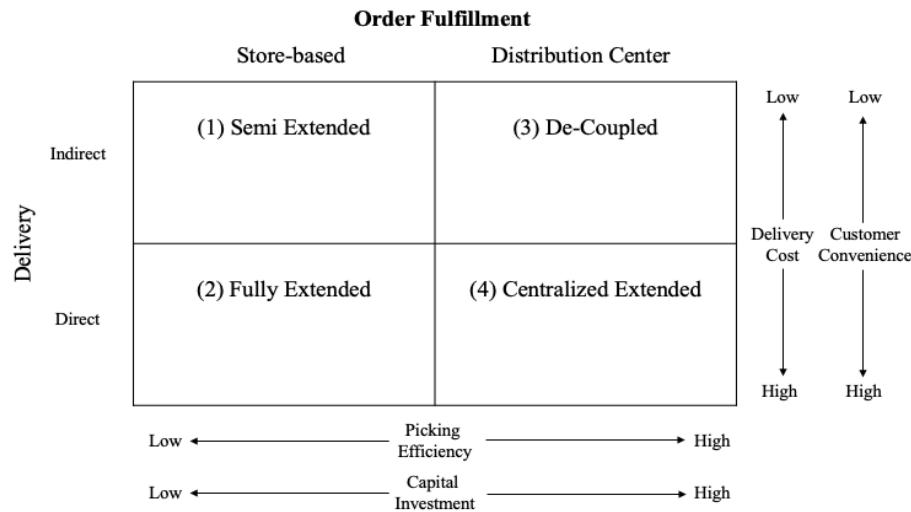 Order Fulfillment
Store-based
Distribution Center
(1) Semi Extended
(3) De-Coupled
Low
Low
Indirect
Delivery
Delivery
Cost
Customer
Convenience
(2) Fully Extended
(4) Centralized Extended
Direct
High
High
Low
Picking
Efficiency
High
Low
Capital
Investment
High